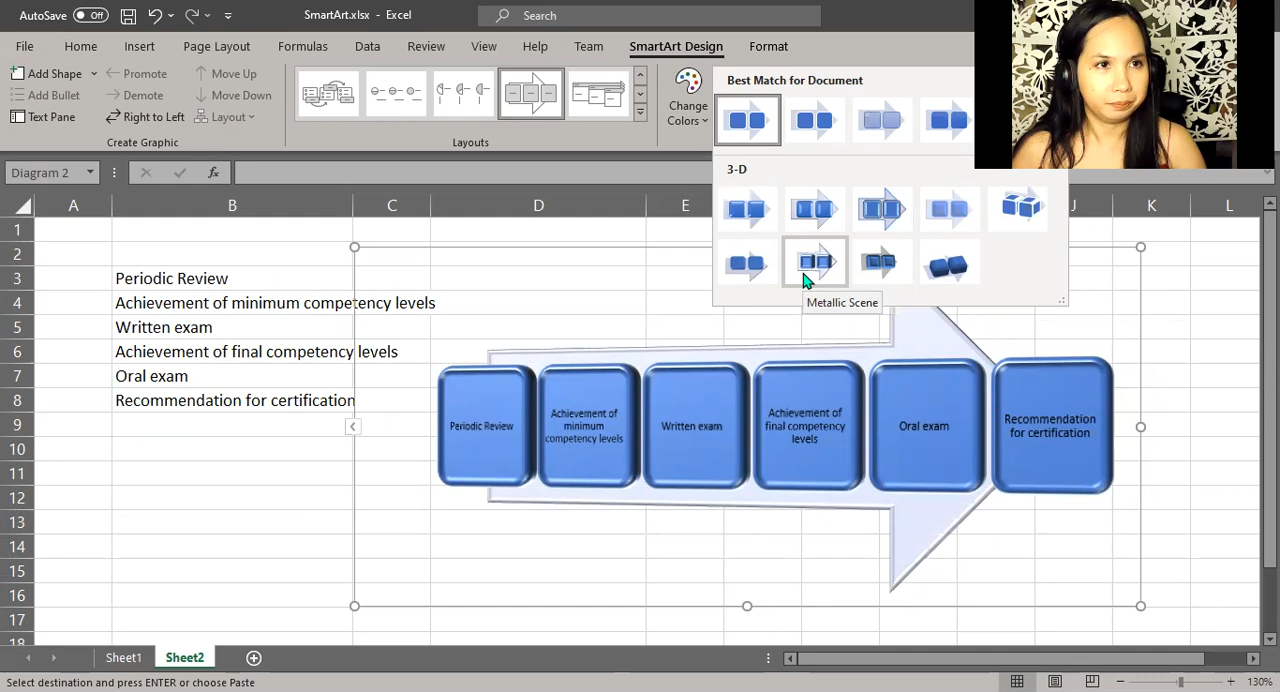 AutoSave Off
SmartArt.xlsx - Excel
Search
File Home Insert Page Layout Formulas Data Review View Help Team SmartArt Design Format
Add Shape Promote Move Up
Add Bullet Demote Move Down
Text Pane Right to Left Layout
Create Graphic
Layouts
Change
Colors
Best Match for Document
3-D
Metallic Scene
Diagram 2
fx
A B C D E J K L
1
2
3 Periodic Review
4 Achievement of minimum competency levels
5 Written exam
6 Achievement of final competency levels
7 Oral exam
8 Recommendation for certification
9
10
11
12
13
14
15
16
17
18
Periodic Review
Achievement of
minimum
competency levels
Written exam
Achievement of
final competency
levels
Oral exam
Recommendation
for certification
Sheet1 Sheet2
Select destination and press ENTER or choose Paste
130%